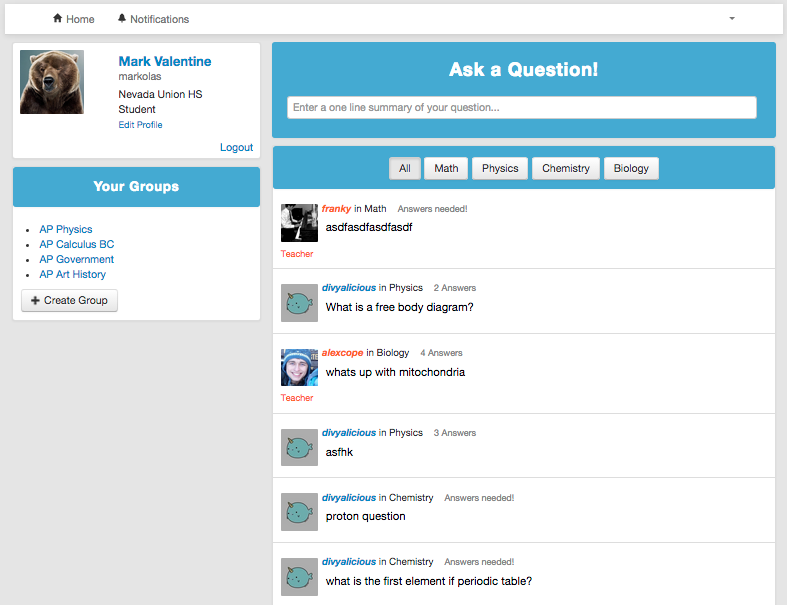 Home Notifications
Mark Valentine
markolas
Nevada Union HS
Student
Edit Profile
Logout
Your Groups
AP Physics
AP Calculus BC
AP Government
AP Art History
Create Group
Ask a Question!
Enter a one line summary of your question...
All Math Physics Chemistry Biology
franky in Math Answers needed!
asdfasdfasdfasdf
Teacher
divyalicious in Physics 2 Answers
What is a free body diagram?
alexcope in Biology 4 Answers
whats up with mitochondria
Teacher
divyalicious in Physics 3 Answers
asfhk
divyalicious in Chemistry Answers needed!
proton question
divyalicious in Chemistry Answers needed!
what is the first element if periodic table?